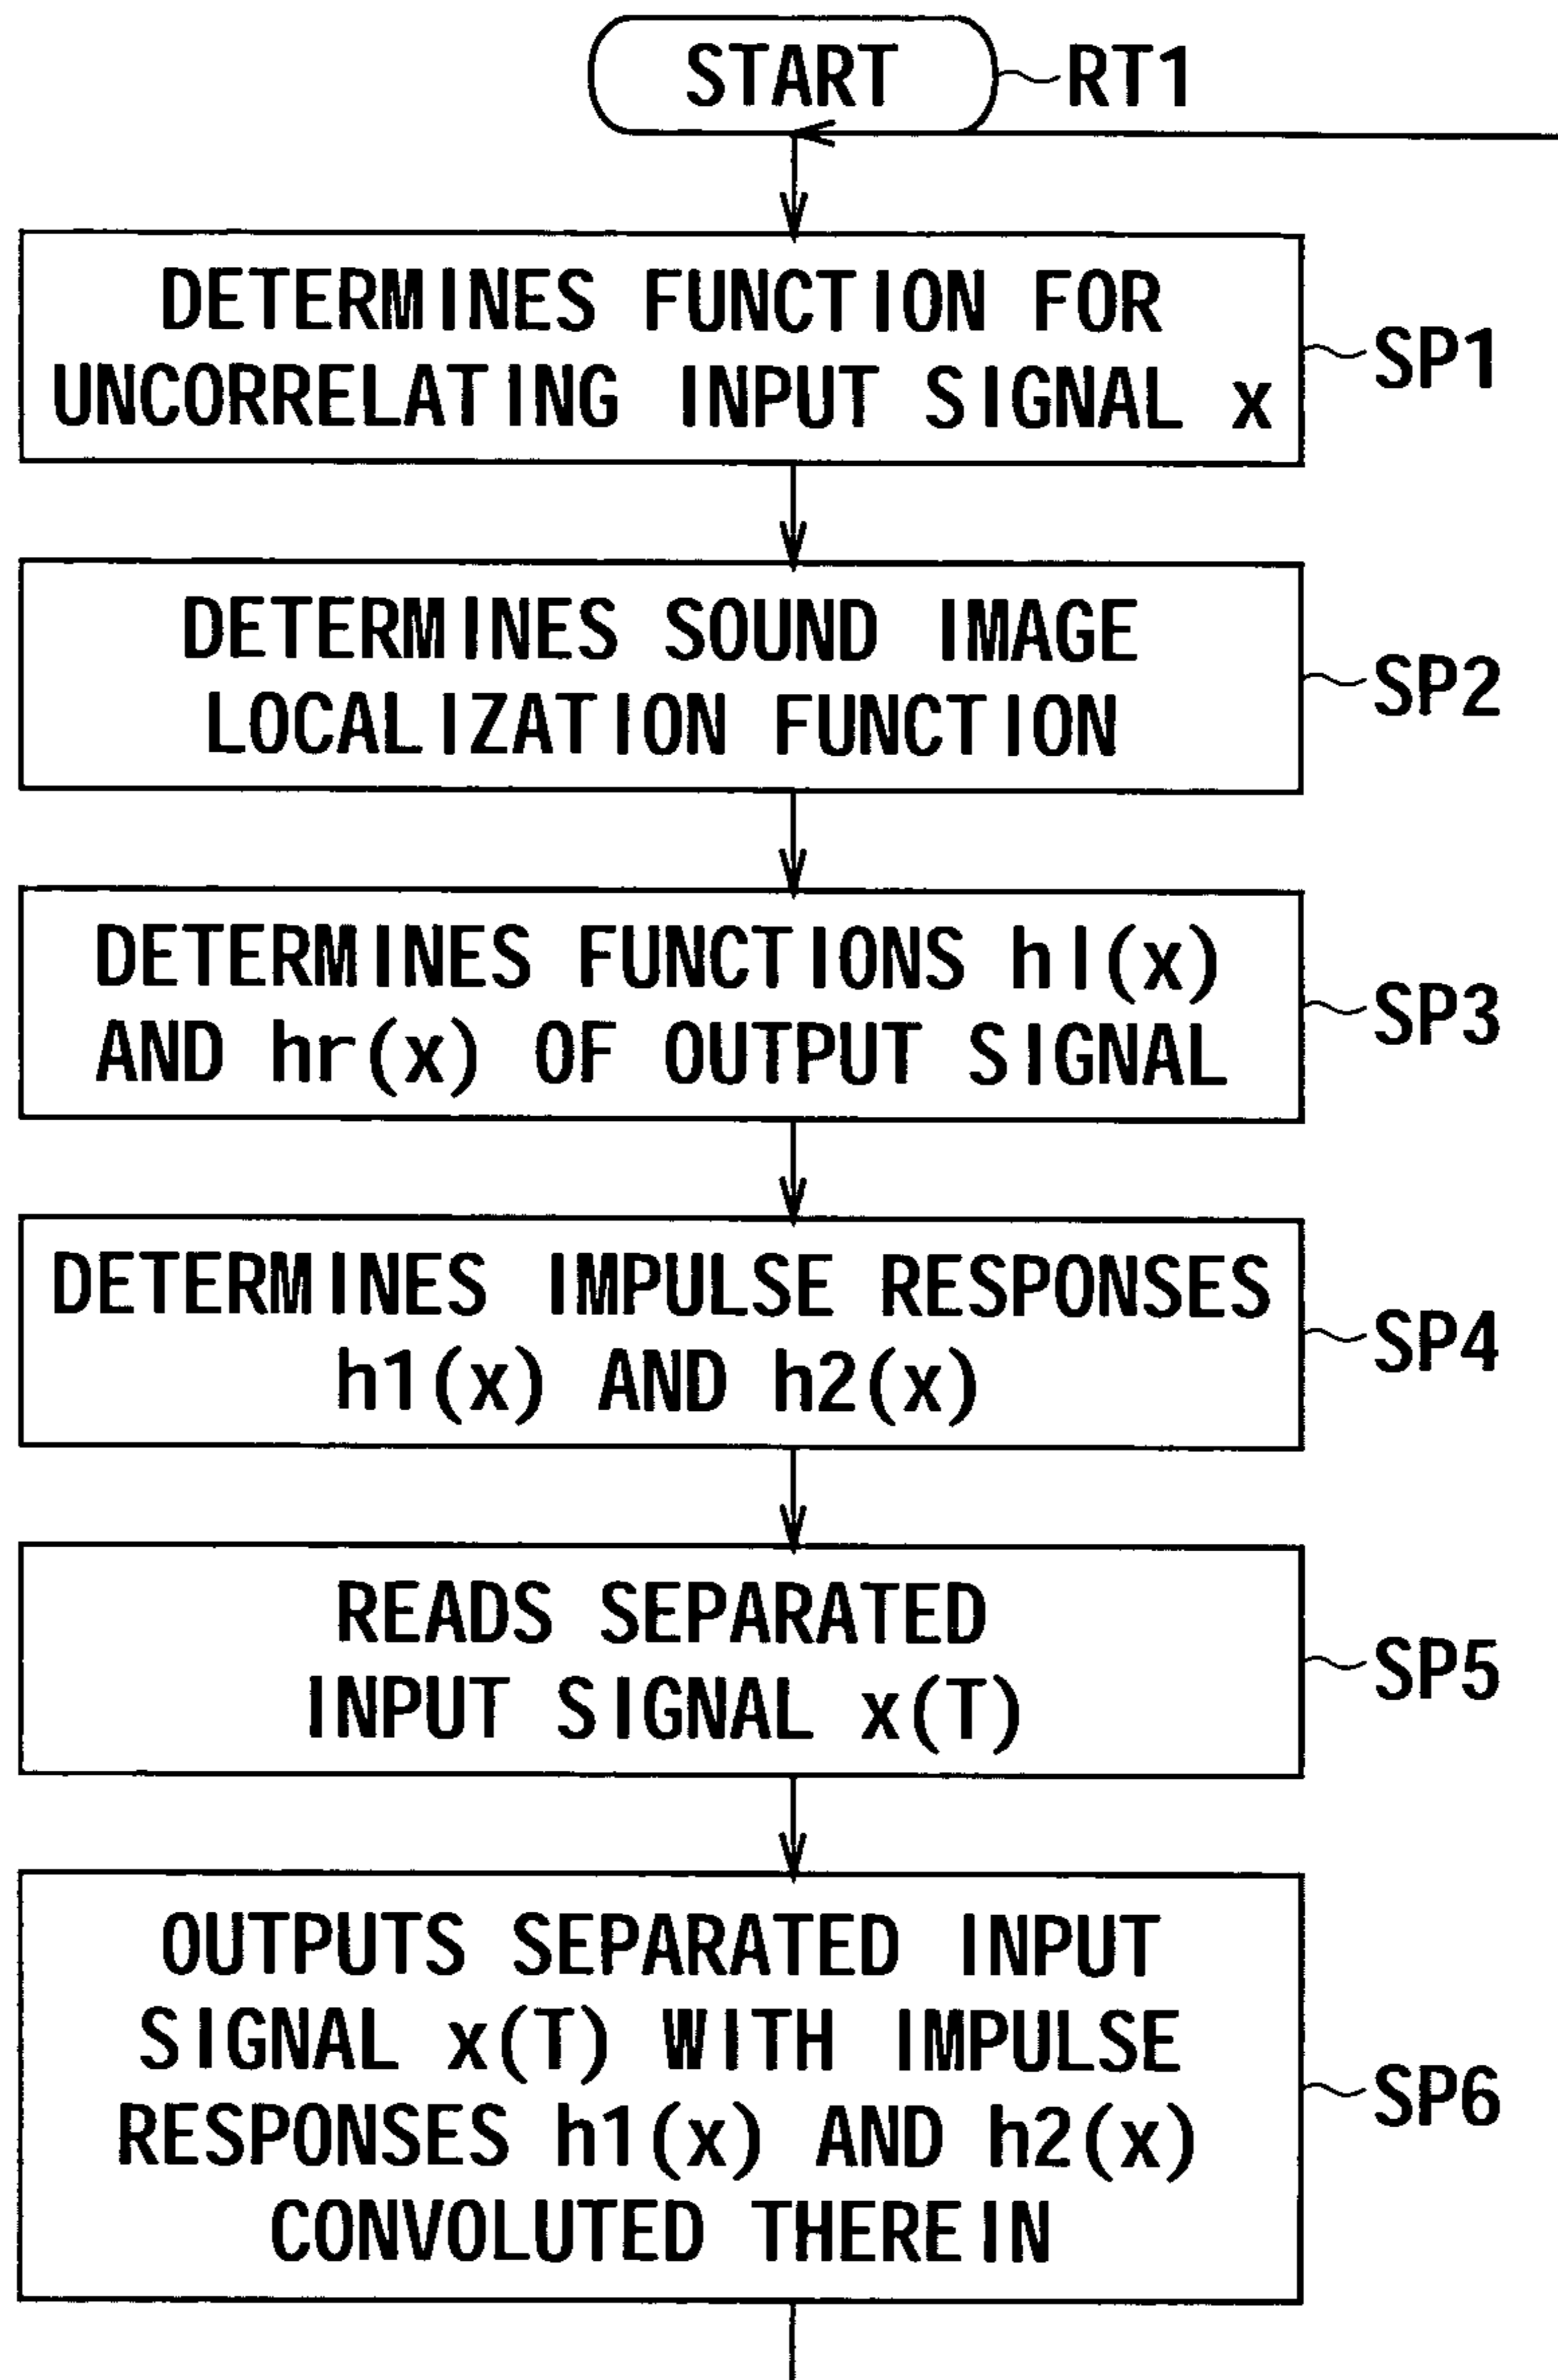 START
RT1
DETERMINES FUNCTION FOR
UNCORRELATING INPUT SIGNAL x
SP1
DETERMINES SOUND IMAGE
LOCALIZATION FUNCTION
SP2
DETERMINES FUNCTIONS hl(x)
AND hr(x) OF OUTPUT SIGNAL
SP3
DETERMINES IMPULSE RESPONSES
h1(x) AND h2(x)
SP4
READS SEPARATED
INPUT SIGNAL x(T)
SP5
OUTPUTS SEPARATED INPUT
SIGNAL x(T) WITH IMPULSE
RESPONSES h1(x) AND h2(x)
CONVOLUTED THEREIN
SP6